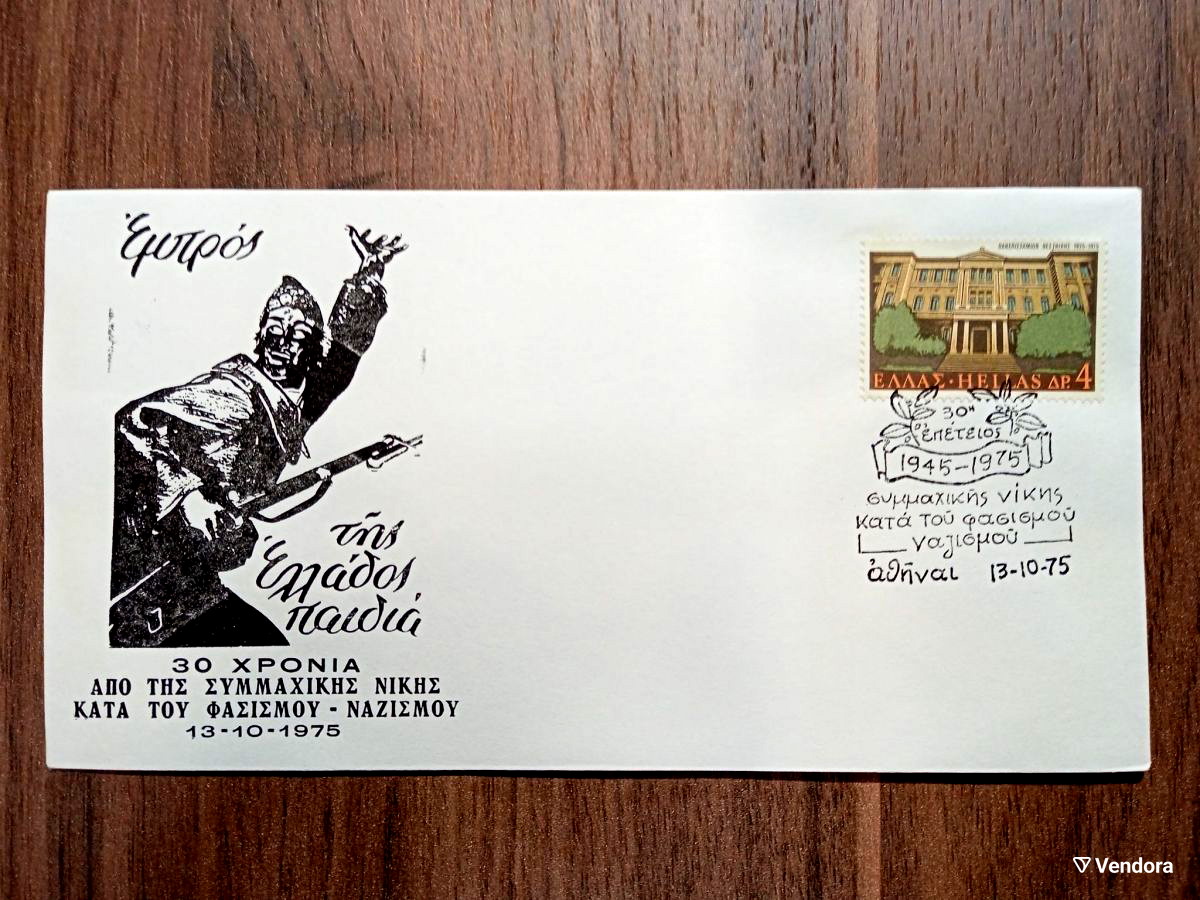 Ἐμπρός
τῆς
Ἑλλάδος
παιδιά
30 ΧΡΟΝΙΑ
ΑΠΟ ΤΗΣ ΣΥΜΜΑΧΙΚΗΣ ΝΙΚΗΣ
ΚΑΤΑ ΤΟΥ ΦΑΣΙΣΜΟΥ - ΝΑΖΙΣΜΟΥ
13-10-1975
ΕΛΛΑΣ·HELLAS ΔΡ. 4
30η
ἐπέτειος
1945-1975
συμμαχικῆς νίκης
κατά τοῦ φασισμοῦ
ναζισμοῦ
ἀθῆναι 13-10-75
Vendora